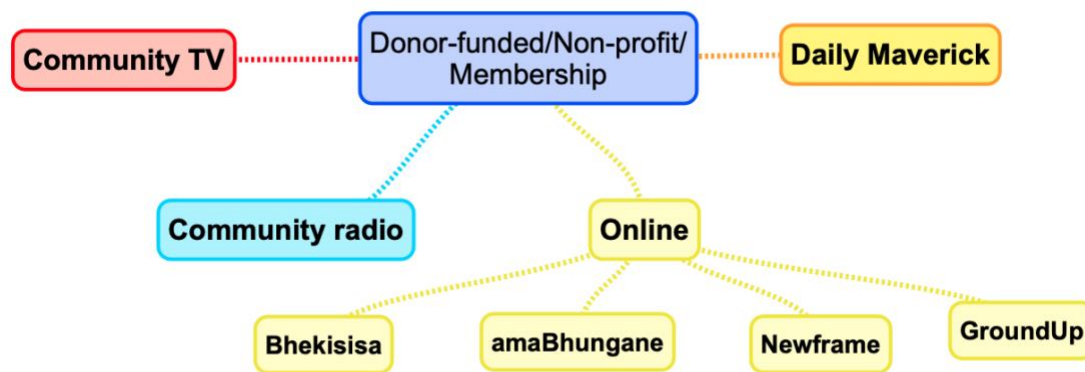 Community TV
Donor-funded/Non-profit/
Membership
Daily Maverick
Community radio
Online
Bhekisisa
amaBhungane
Newframe
GroundUp